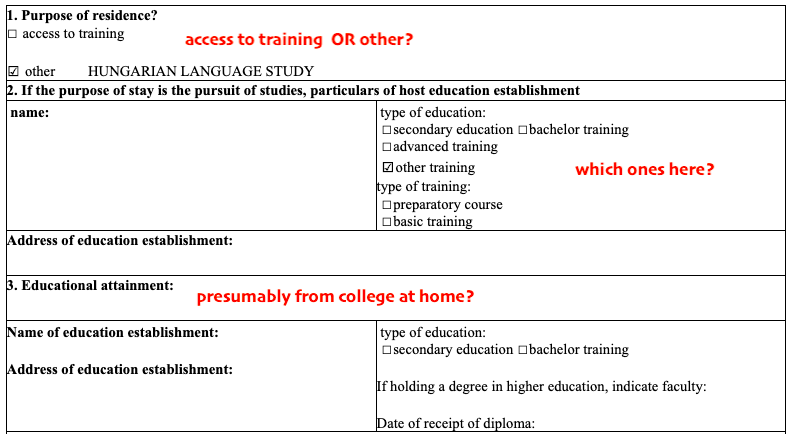 1. Purpose of residence?
☐ access to training
access to training OR other?
☑ other HUNGARIAN LANGUAGE STUDY
2. If the purpose of stay is the pursuit of studies, particulars of host education establishment
name:
type of education:
☐ secondary education ☐ bachelor training
☐ advanced training
☑ other training
which ones here?
type of training:
☐ preparatory course
☐ basic training
Address of education establishment:
3. Educational attainment:
presumably from college at home?
Name of education establishment:
Address of education establishment:
type of education:
☐ secondary education ☐ bachelor training
If holding a degree in higher education, indicate faculty:
Date of receipt of diploma: